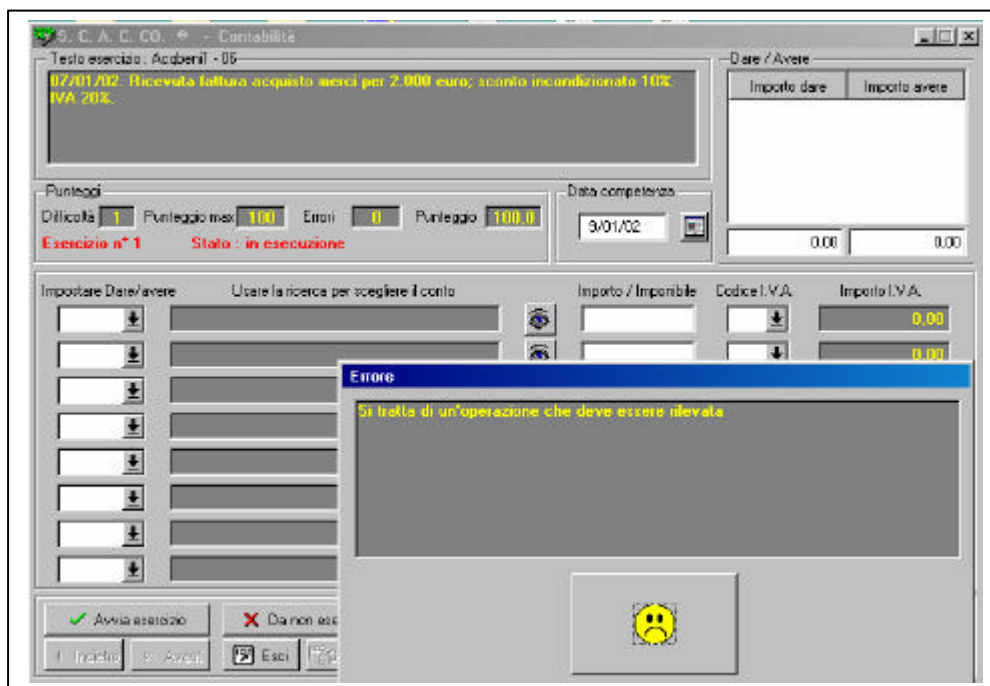 S. C. A. C. CO. ® - Contabilità
Testo esercizio: Acqbeni1 - 05
07/01/02. Ricevuta fattura acquisto merci per 2.000 euro; sconto incondizionato 10%.
IVA 20%.
Dare / Avere
Importo dare Importo avere
Punteggi
Difficoltà 1 Punteggio max 100 Errori 0 Punteggio 100,0
Esercizio n° 1 Stato : in esecuzione
Data competenza
9/01/02
0.00 0.00
Impostare Dare/avere Usare la ricerca per scegliere il conto Importo / Imponibile Codice I.V.A. Importo I.V.A.
0,00
0,00
Errore
Si tratta di un'operazione che deve essere rilevata
Avvia esercizio Da non ese
Indietro Avanti Esci